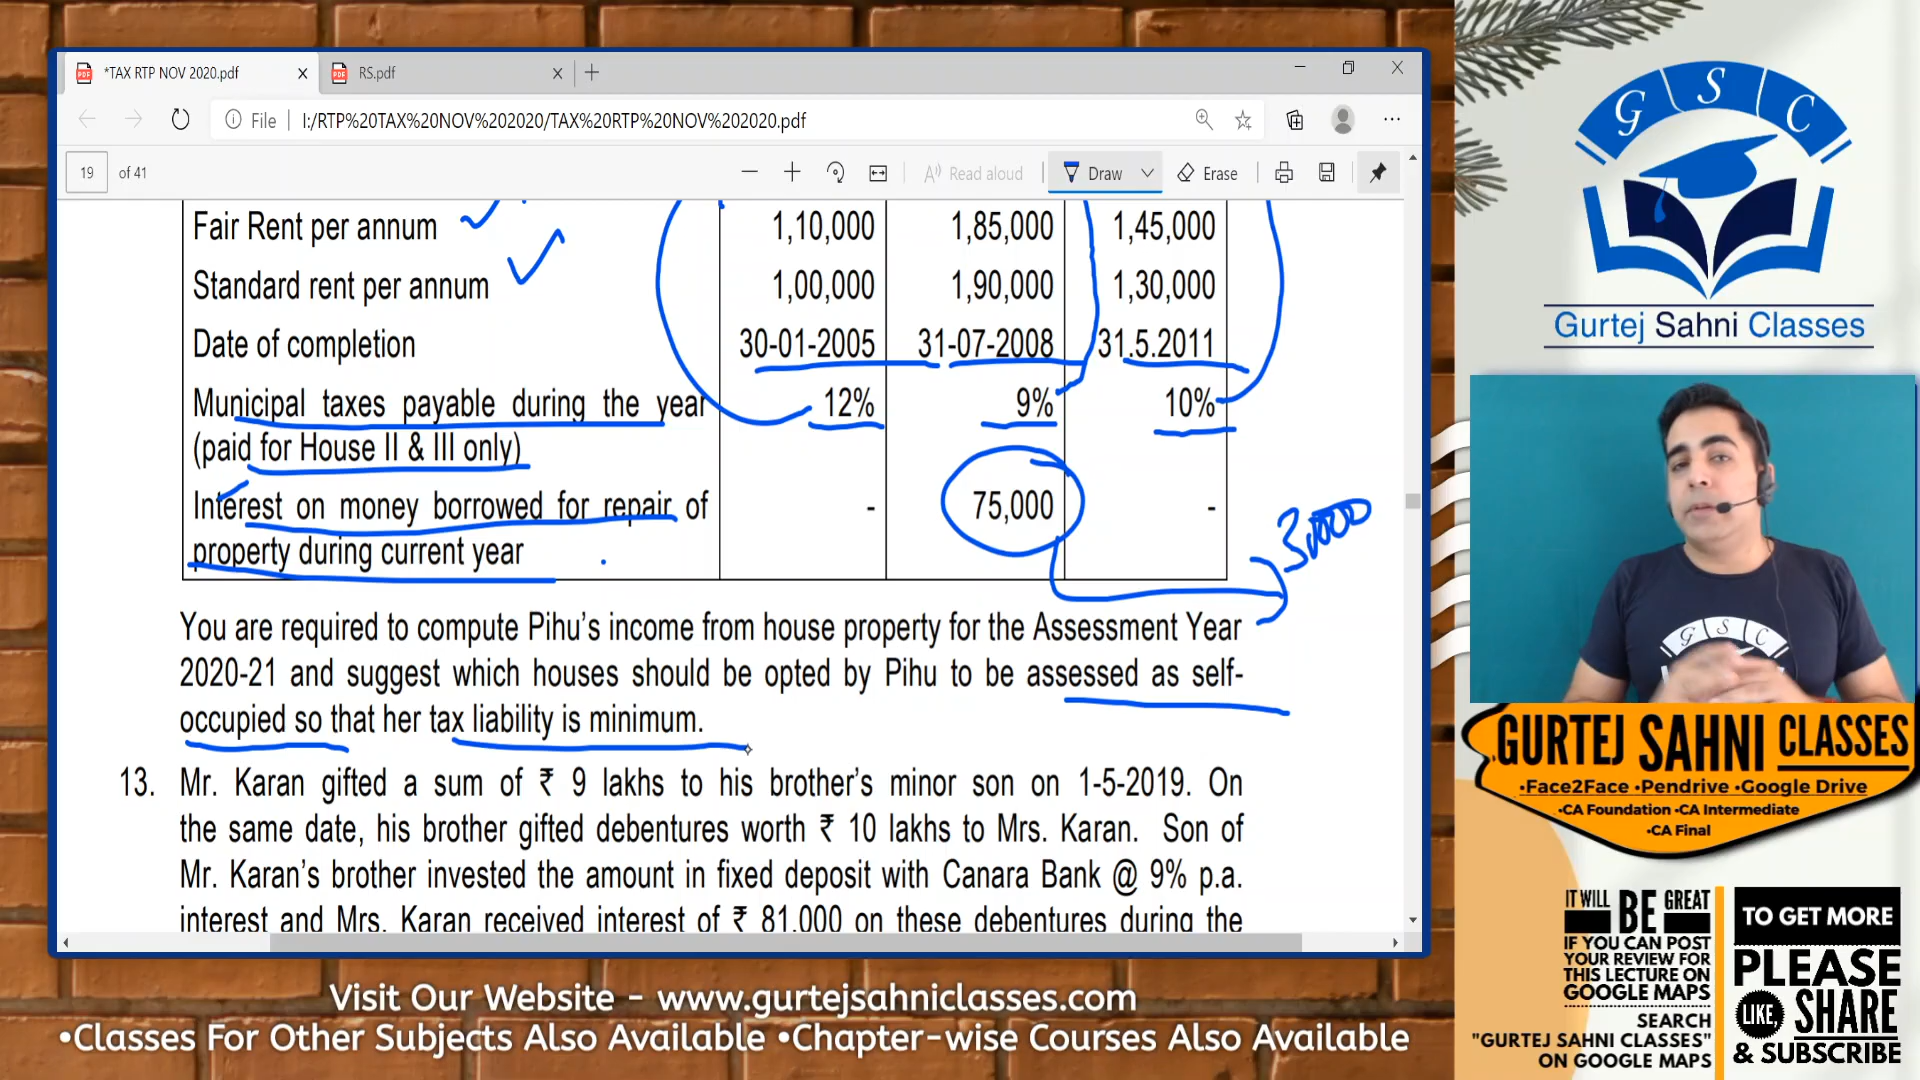 *TAX RTP NOV 2020.pdf
RS.pdf
File
I:/RTP%20TAX%20NOV%202020/TAX%20RTP%20NOV%202020.pdf
19 of 41
Read aloud
Draw
Erase
Fair Rent per annum 1,10,000 1,85,000 1,45,000
Standard rent per annum 1,00,000 1,90,000 1,30,000
Date of completion 30-01-2005 31-07-2008 31.5.2011
Municipal taxes payable during the year 12% 9% 10%
(paid for House II & III only)
Interest on money borrowed for repair of - 75,000 -
property during current year
You are required to compute Pihu's income from house property for the Assessment Year
2020-21 and suggest which houses should be opted by Pihu to be assessed as self-
occupied so that her tax liability is minimum.
13. Mr. Karan gifted a sum of ₹ 9 lakhs to his brother's minor son on 1-5-2019. On
the same date, his brother gifted debentures worth ₹ 10 lakhs to Mrs. Karan. Son of
Mr. Karan's brother invested the amount in fixed deposit with Canara Bank @ 9% p.a.
interest and Mrs. Karan received interest of ₹ 81,000 on these debentures during the
G S C
Gurtej Sahni Classes
G S C
GURTEJ SAHNI CLASSES
•Face2Face •Pendrive •Google Drive
•CA Foundation •CA Intermediate
•CA Final
IT WILL BE GREAT
IF YOU CAN POST
YOUR REVIEW FOR
THIS LECTURE ON
GOOGLE MAPS
SEARCH
"GURTEJ SAHNI CLASSES"
ON GOOGLE MAPS
TO GET MORE
PLEASE
LIKE, SHARE
& SUBSCRIBE
Visit Our Website - www.gurtejsahniclasses.com
•Classes For Other Subjects Also Available •Chapter-wise Courses Also Available